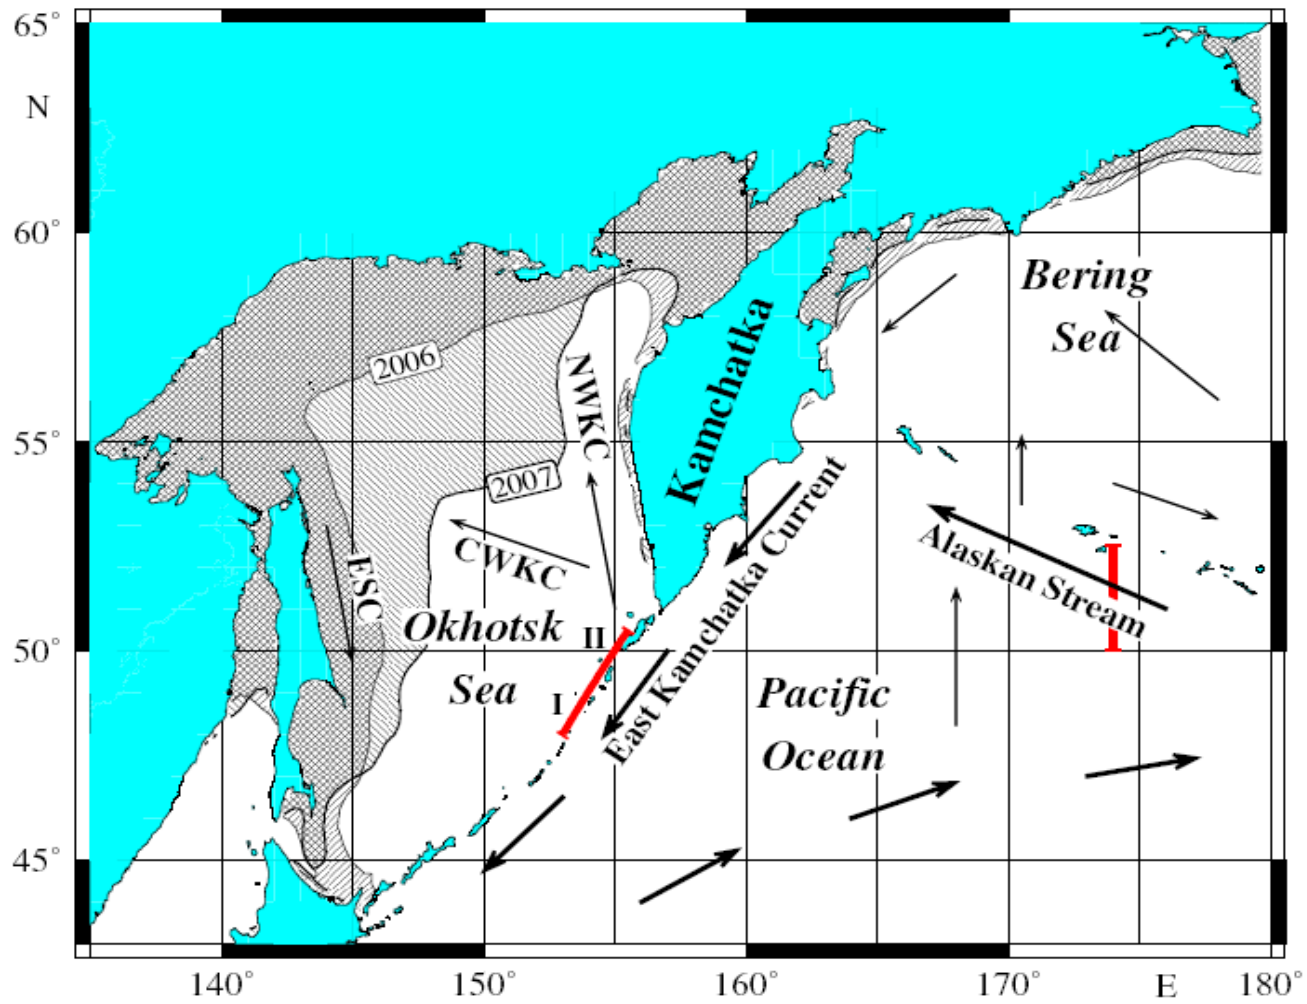 65°
N
60°
55°
50°
45°
140°
150°
160°
170°
E
180°
Bering
Sea
2006
NWKC
Kamchatka
2007
CWKC
ESC
Okhotsk
Sea
II
I
East Kamchatka Current
Alaskan Stream
Pacific
Ocean